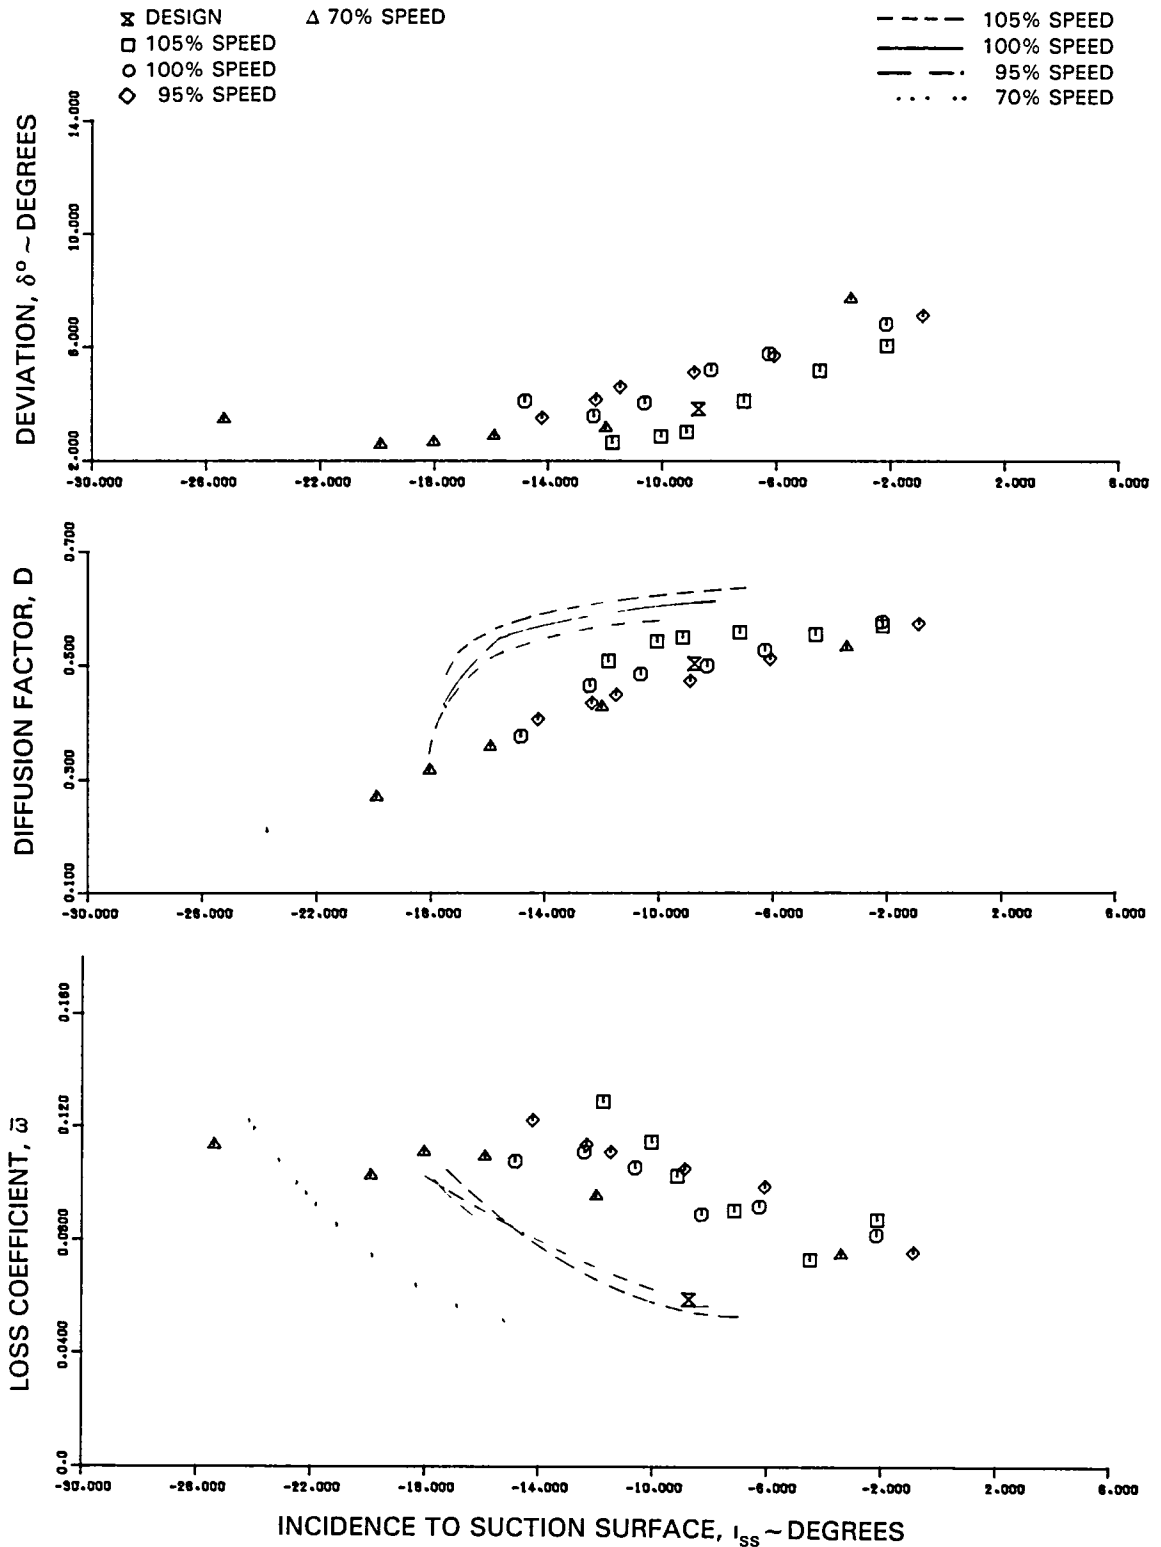 DESIGN
70% SPEED
105% SPEED
100% SPEED
95% SPEED
105% SPEED
100% SPEED
95% SPEED
70% SPEED
DEVIATION, δ° ~ DEGREES
14.000
10.000
6.000
2.000
-30.000 -26.000 -22.000 -18.000 -14.000 -10.000 -6.000 -2.000 2.000 6.000
DIFFUSION FACTOR, D
0.700
0.500
0.300
0.100
-30.000 -26.000 -22.000 -18.000 -14.000 -10.000 -6.000 -2.000 2.000 6.000
LOSS COEFFICIENT, ω̄
0.160
0.120
0.0800
0.0400
0.0
-30.000 -26.000 -22.000 -18.000 -14.000 -10.000 -6.000 -2.000 2.000 6.000
INCIDENCE TO SUCTION SURFACE, ıss ~ DEGREES